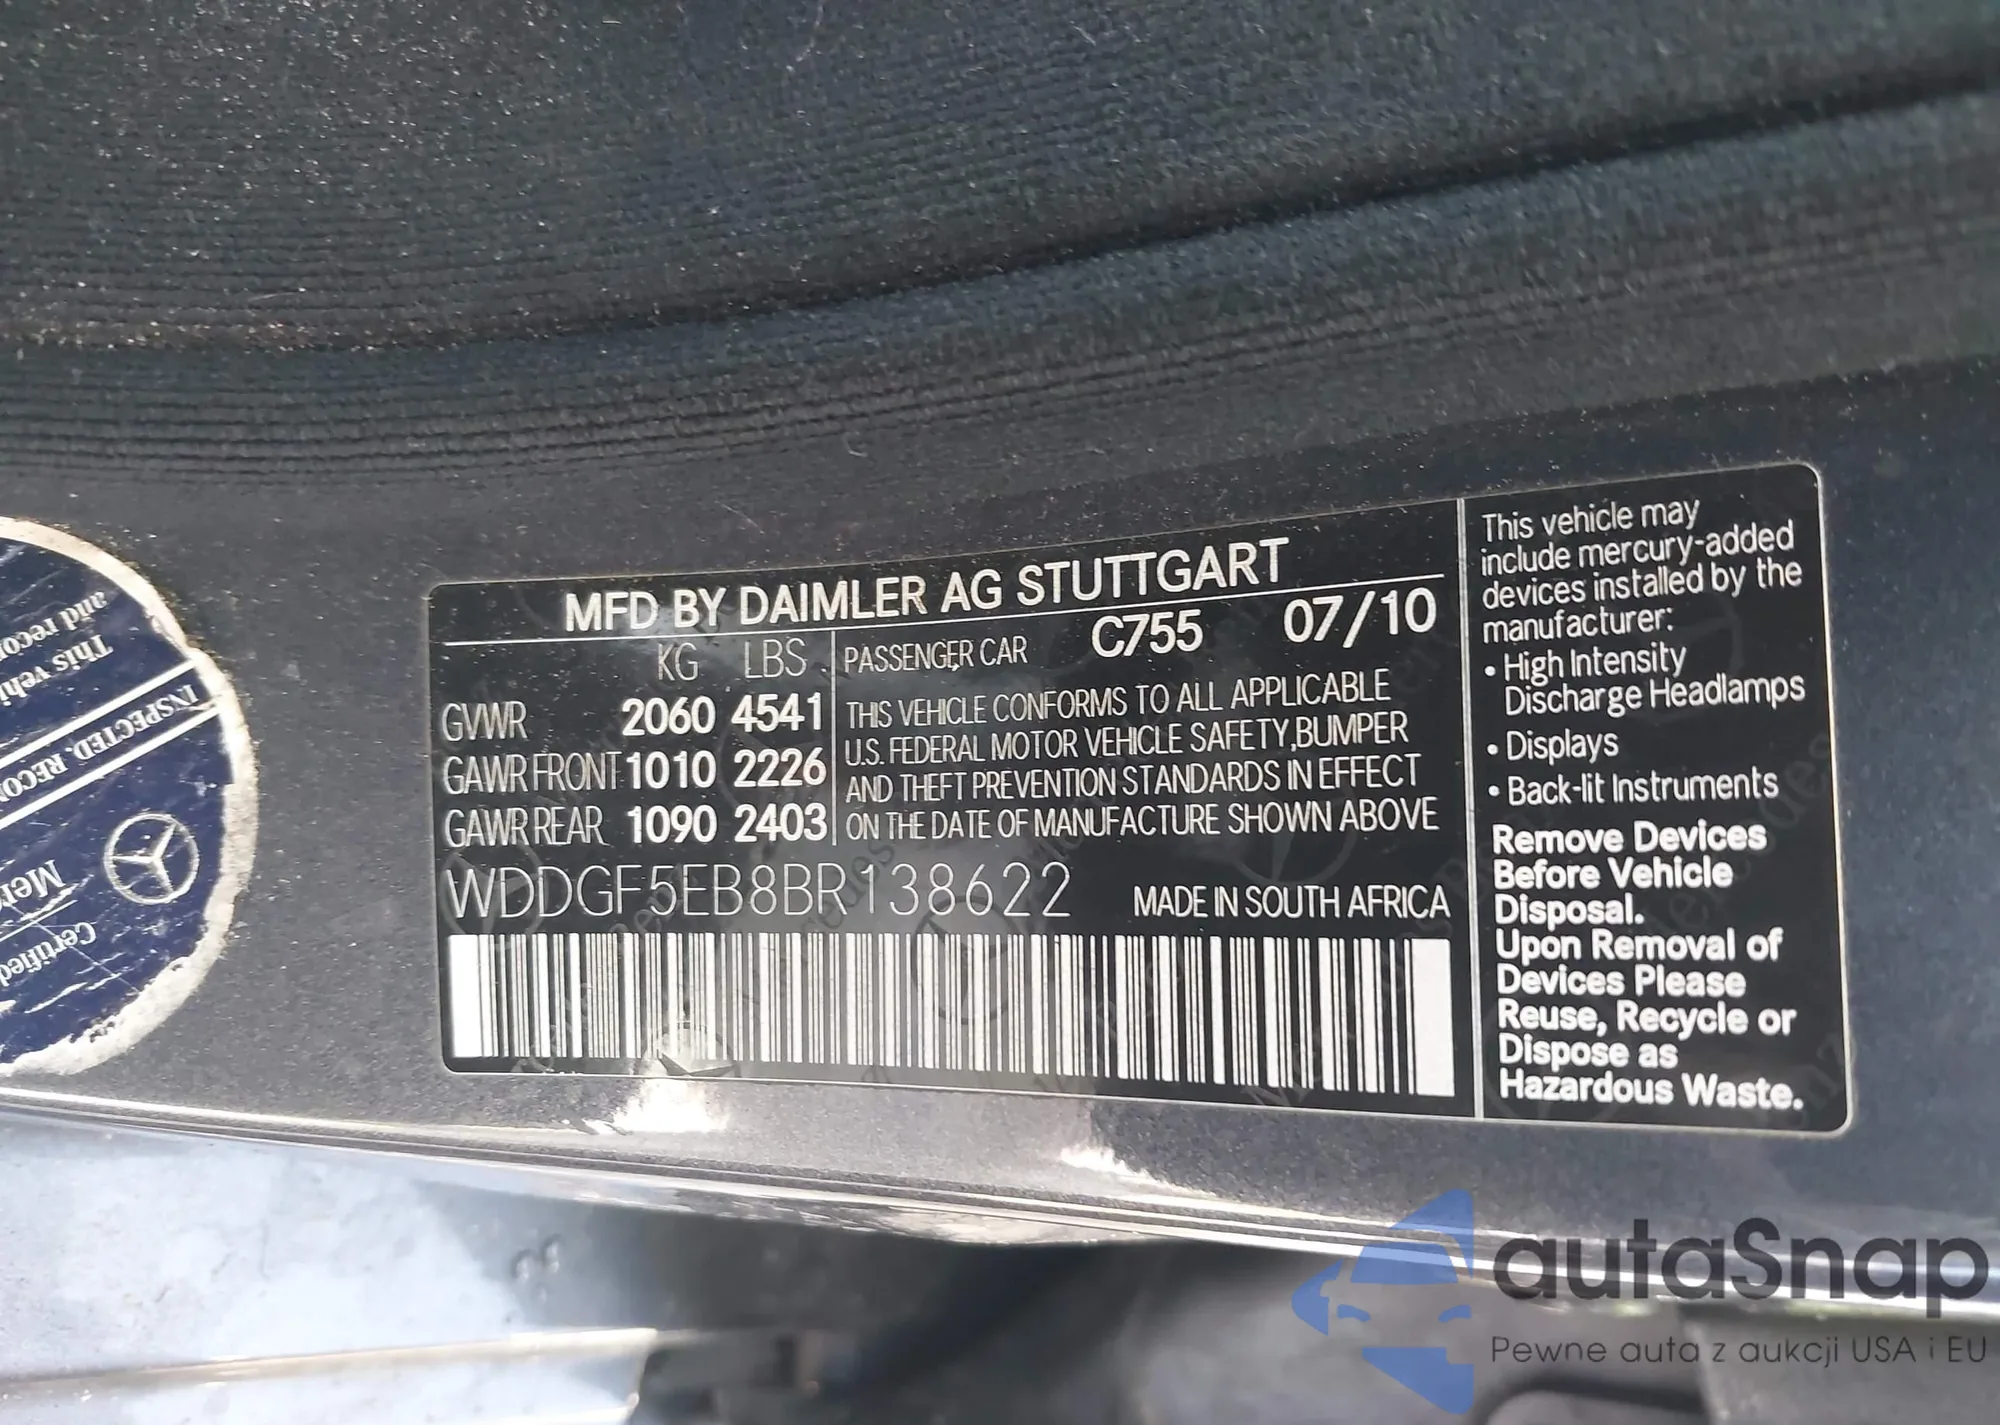 MFD BY DAIMLER AG STUTTGART
KG LBS
GVWR 2060 4541
GAWR FRONT 1010 2226
GAWR REAR 1090 2403
PASSENGER CAR C755 07/10
THIS VEHICLE CONFORMS TO ALL APPLICABLE
U.S. FEDERAL MOTOR VEHICLE SAFETY,BUMPER
AND THEFT PREVENTION STANDARDS IN EFFECT
ON THE DATE OF MANUFACTURE SHOWN ABOVE
WDDGF5EB8BR138622 MADE IN SOUTH AFRICA
This vehicle may
include mercury-added
devices installed by the
manufacturer:
• High Intensity
Discharge Headlamps
• Displays
• Back-lit Instruments
Remove Devices
Before Vehicle
Disposal.
Upon Removal of
Devices Please
Reuse, Recycle or
Dispose as
Hazardous Waste.
Certified
INSPECTED.
This
autaSnap
Pewne auta z aukcji USA i EU